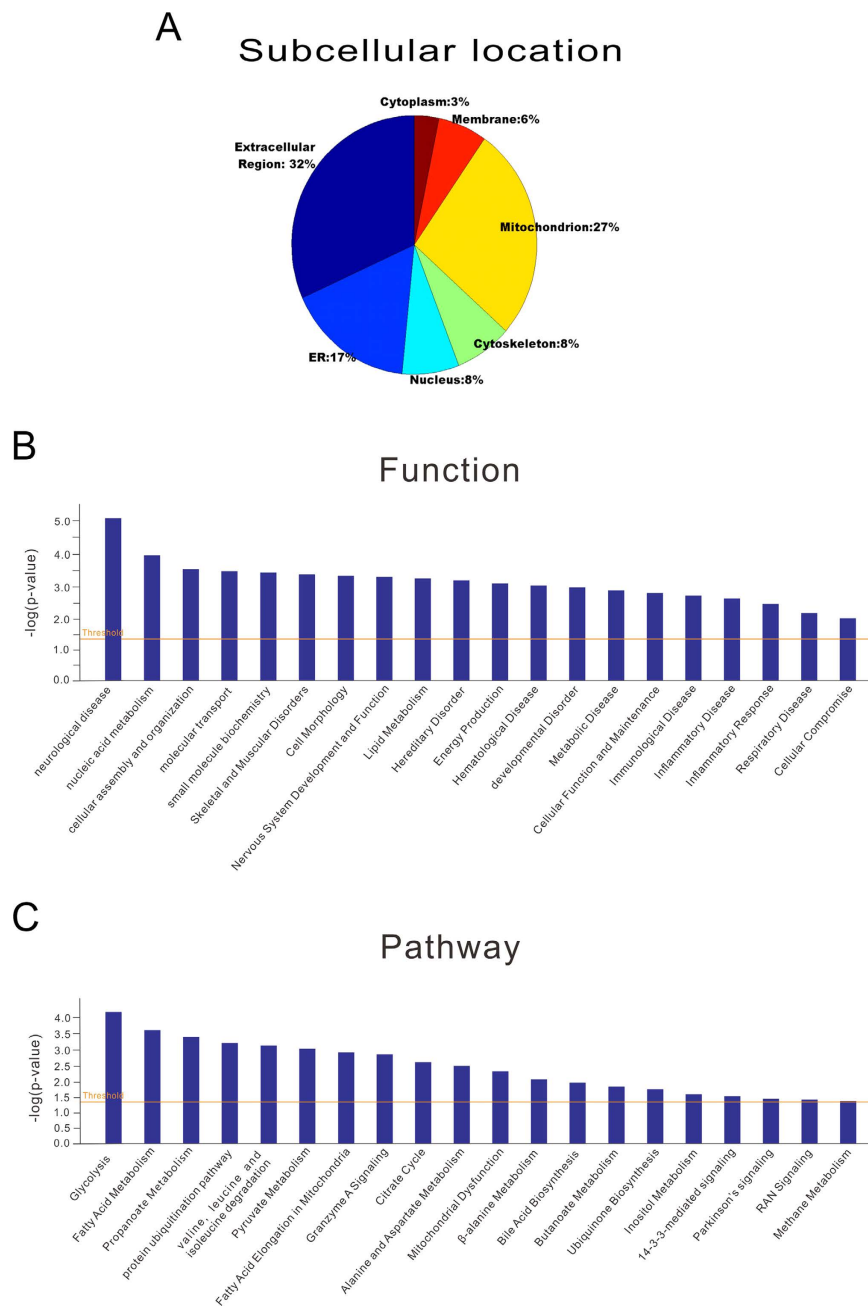 A
Subcellular location
Cytoplasm:3%
Membrane:6%
Extracellular
Region: 32%
Mitochondrion:27%
Cytoskeleton:8%
ER:17%
Nucleus:8%
B
Function
-log(p-value)
5.0
4.0
3.0
2.0
1.0
0.0
Threshold
neurological disease
nucleic acid metabolism
cellular assembly and organization
molecular transport
small molecule biochemistry
Skeletal and Muscular Disorders
Cell Morphology
Nervous System Development and Function
Lipid Metabolism
Hereditary Disorder
Energy Production
Hematological Disease
developmental Disorder
Metabolic Disease
Cellular Function and Maintenance
Immunological Disease
Inflammatory Disease
Inflammatory Response
Respiratory Disease
Cellular Compromise
C
Pathway
-log(p-value)
4.0
3.5
3.0
2.5
2.0
1.5
1.0
0.5
0.0
Threshold
Glycolysis
Fatty Acid Metabolism
Propanoate Metabolism
protein ubiquitination pathway
valine, leucine and
isoleucine degradation
Pyruvate Metabolism
Fatty Acid Elongation in Mitochondria
Granzyme A Signaling
Citrate Cycle
Alanine and Aspartate Metabolism
Mitochondrial Dysfunction
β-alanine Metabolism
Bile Acid Biosynthesis
Butanoate Metabolism
Ubiquinone Biosynthesis
Inositol Metabolism
14-3-3-mediated signaling
Parkinson's signaling
RAN Signaling
Methane Metabolism